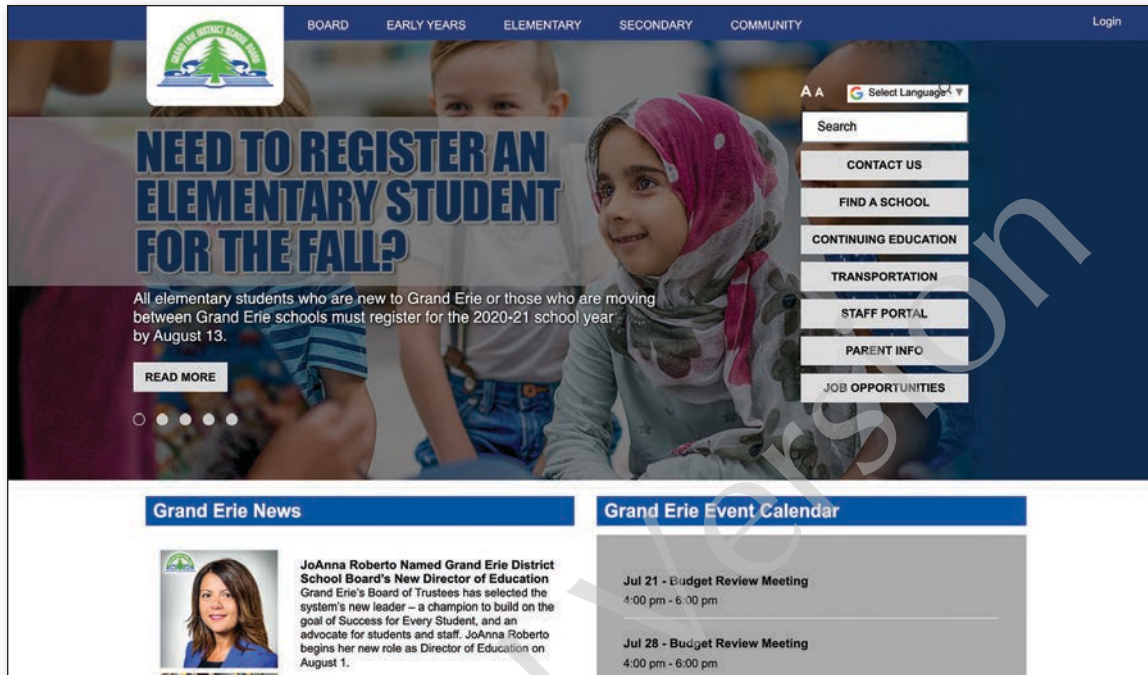 GRAND ERIE DISTRICT SCHOOL BOARD
BOARD EARLY YEARS ELEMENTARY SECONDARY COMMUNITY Login
A A Select Language ▼
Search
CONTACT US
FIND A SCHOOL
CONTINUING EDUCATION
TRANSPORTATION
STAFF PORTAL
PARENT INFO
JOB OPPORTUNITIES
NEED TO REGISTER AN
ELEMENTARY STUDENT
FOR THE FALL?
All elementary students who are new to Grand Erie or those who are moving
between Grand Erie schools must register for the 2020-21 school year
by August 13.
READ MORE
Grand Erie News
JoAnna Roberto Named Grand Erie District
School Board's New Director of Education
Grand Erie's Board of Trustees has selected the
system's new leader – a champion to build on the
goal of Success for Every Student, and an
advocate for students and staff. JoAnna Roberto
begins her new role as Director of Education on
August 1.
Grand Erie Event Calendar
Jul 21 - Budget Review Meeting
4:00 pm - 6:00 pm
Jul 28 - Budget Review Meeting
4:00 pm - 6:00 pm
Version